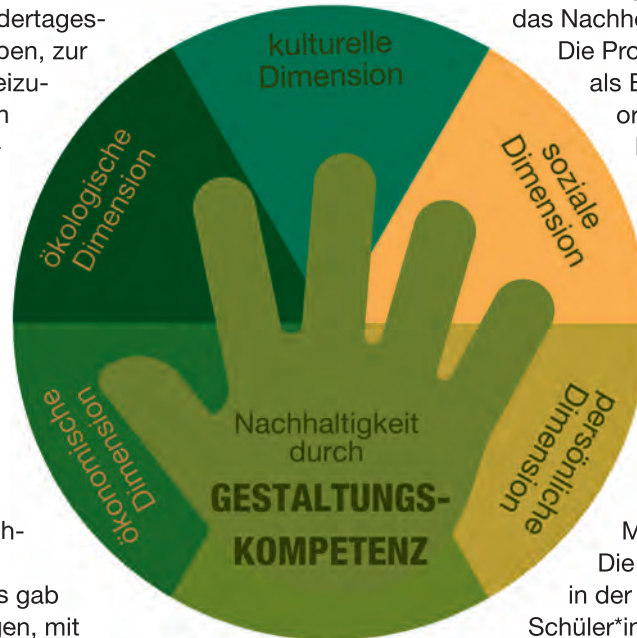 dertages-
ben, zur
eizu-
das Nachh
Die Pro
als
or
kulturelle
Dimension
ökologische
Dimension
soziale
Dimension
ökonomische
Dimension
persönliche
Dimension
Nachhaltigkeit
durch
GESTALTUNGS-
KOMPETENZ
h-
s gab
gen, mit
M
Die
in der
Schüler*in